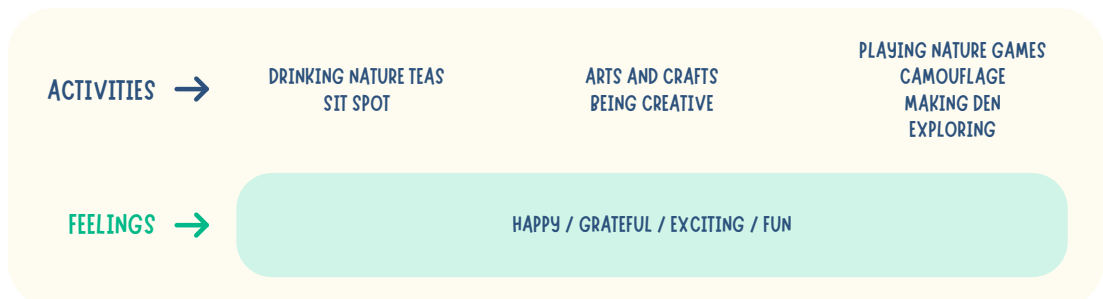 ACTIVITIES
DRINKING NATURE TEAS
SIT SPOT
ARTS AND CRAFTS
BEING CREATIVE
PLAYING NATURE GAMES
CAMOUFLAGE
MAKING DEN
EXPLORING
FEELINGS
HAPPY / GRATEFUL / EXCITING / FUN